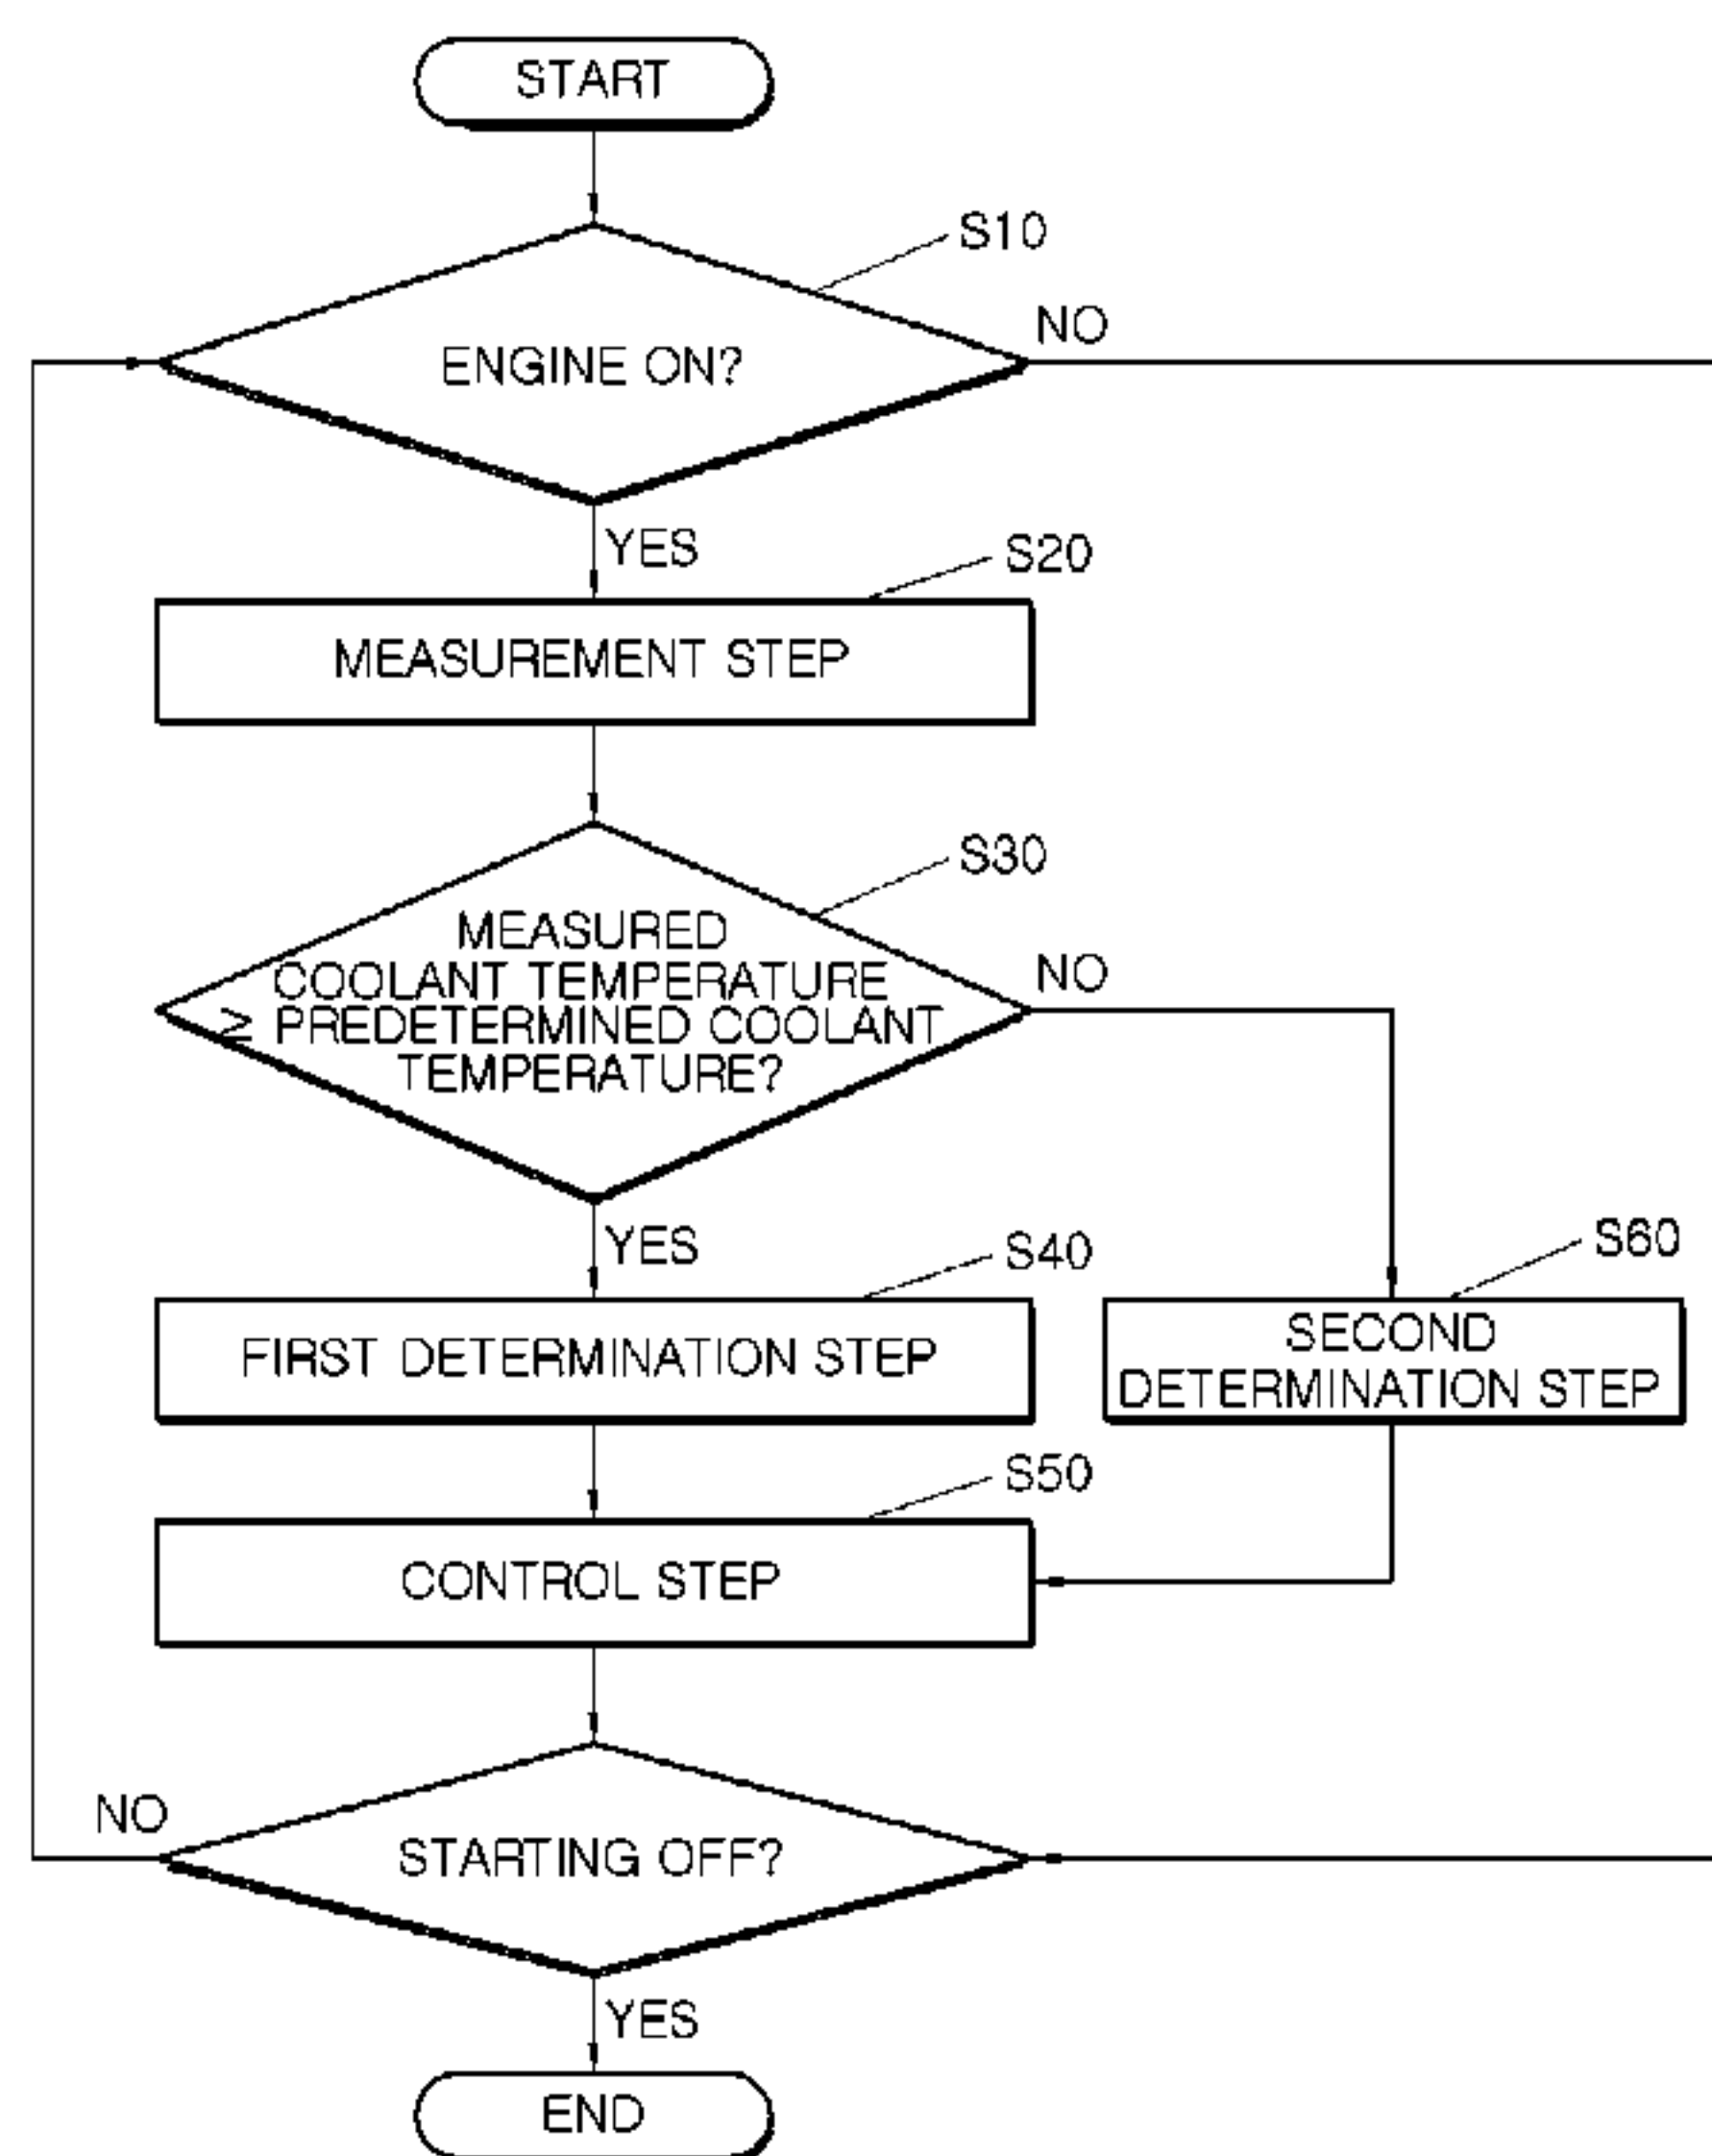 START
S10
NO
ENGINE ON?
YES
S20
MEASUREMENT STEP
S30
MEASURED
NO
COOLANT TEMPERATURE
≥ PREDETERMINED COOLANT
TEMPERATURE?
YES
S40
S60
FIRST DETERMINATION STEP
SECOND
DETERMINATION STEP
S50
CONTROL STEP
NO
STARTING OFF?
YES
END